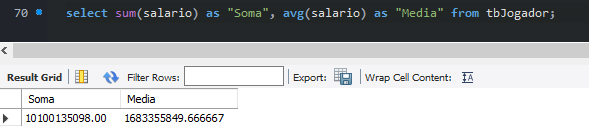 70 select sum(salario) as "Soma", avg(salario) as "Media" from tbJogador;
Result Grid Filter Rows: Export: Wrap Cell Content: IA
Soma Media
10100135098.00 1683355849.666667